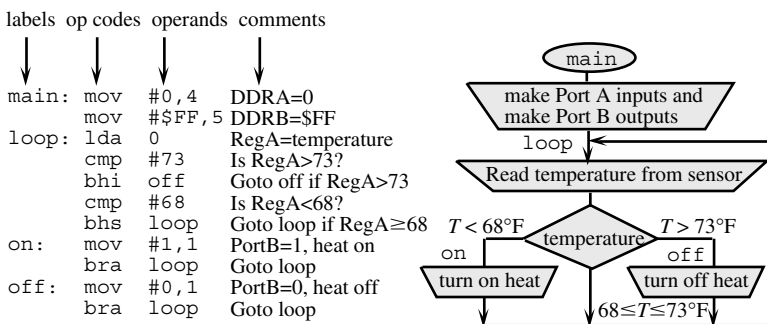 labels op codes operands comments
main: mov #0,4 DDRA=0
mov #$FF,5 DDRB=$FF
loop: lda 0 RegA=temperature
cmp #73 Is RegA>73?
bhi off Goto off if RegA>73
cmp #68 Is RegA<68?
bhs loop Goto loop if RegA≥68
on: mov #1,1 PortB=1, heat on
bra loop Goto loop
off: mov #0,1 PortB=0, heat off
bra loop Goto loop
main
make Port A inputs and
make Port B outputs
loop
Read temperature from sensor
T < 68°F
temperature
T > 73°F
on
off
turn on heat
turn off heat
68≤T≤73°F